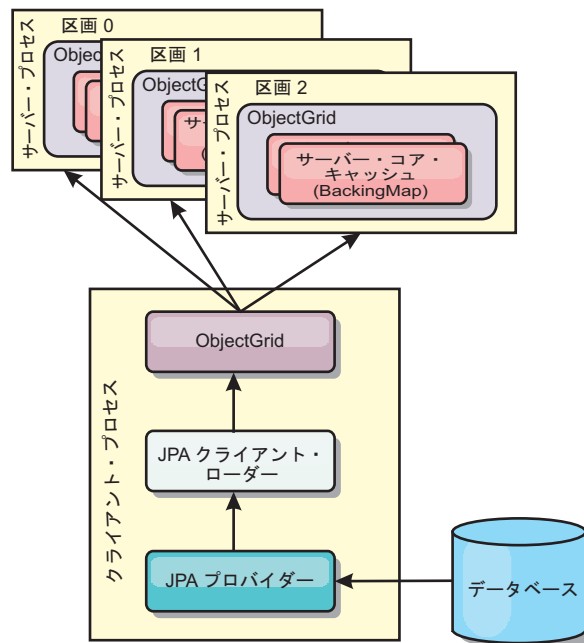 区画 0
サーバー・プロセス
区画 1
サーバー・プロセス
ObjectG
区画 2
サーバー・プロセス
ObjectGrid
サーバー・コア・
キャッシュ
(BackingMap)
クライアント・プロセス
ObjectGrid
JPA クライアント・
ローダー
JPA プロバイダー
データベース